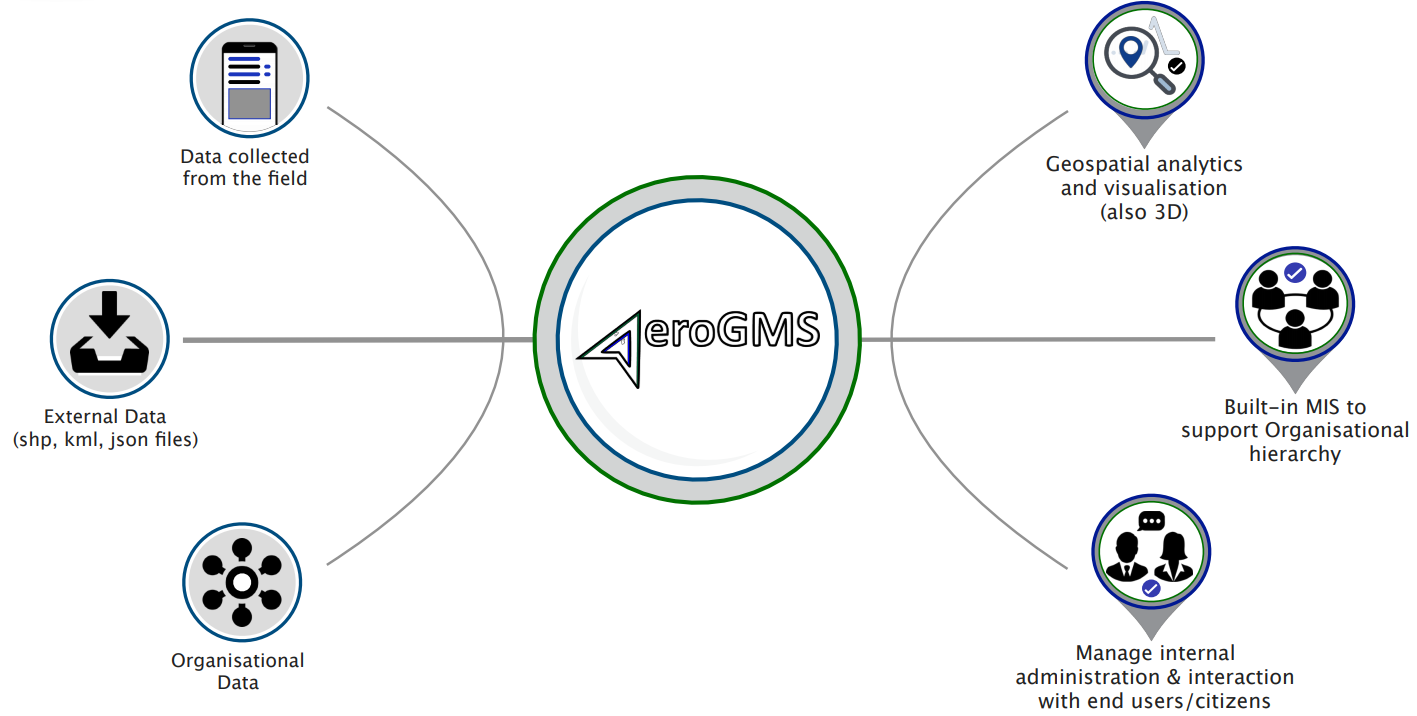 Data collected
from the field
External Data
(shp, kml, json files)
Organisational
Data
AeroGMS
Geospatial analytics
and visualisation
(also 3D)
Built-in MIS to
support Organisational
hierarchy
Manage internal
administration & interaction
with end users/citizens